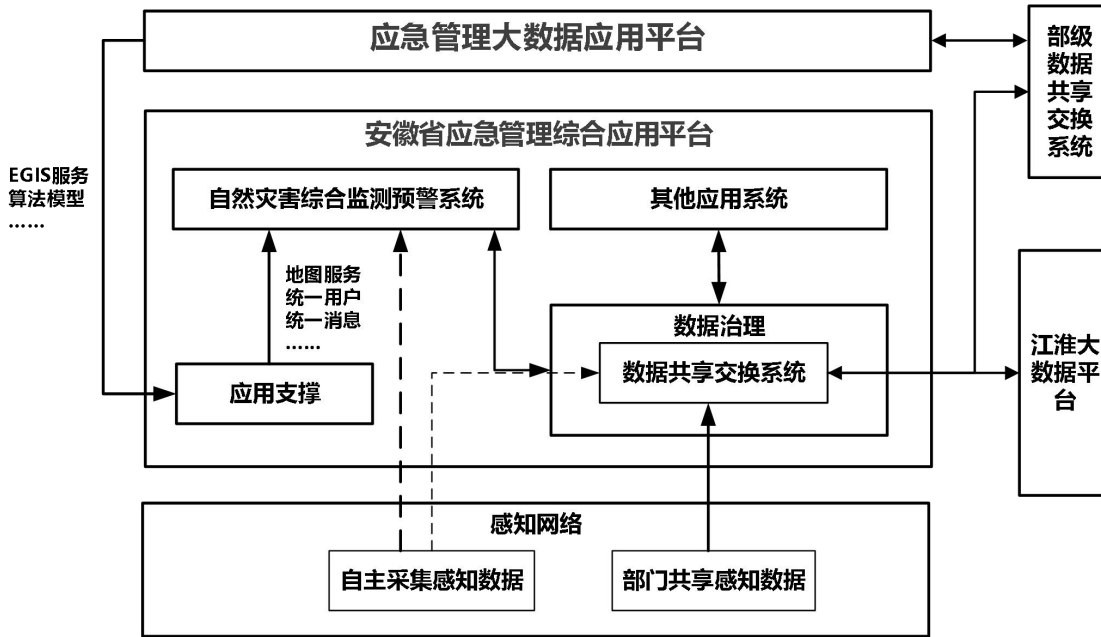 应急管理大数据应用平台
部级
数据
共享
交换
系统
安徽省应急管理综合应用平台
EGIS服务
算法模型
……
自然灾害综合监测预警系统
其他应用系统
地图服务
统一用户
统一消息
……
数据治理
数据共享交换系统
应用支撑
江淮大
数据平
台
感知网络
自主采集感知数据
部门共享感知数据